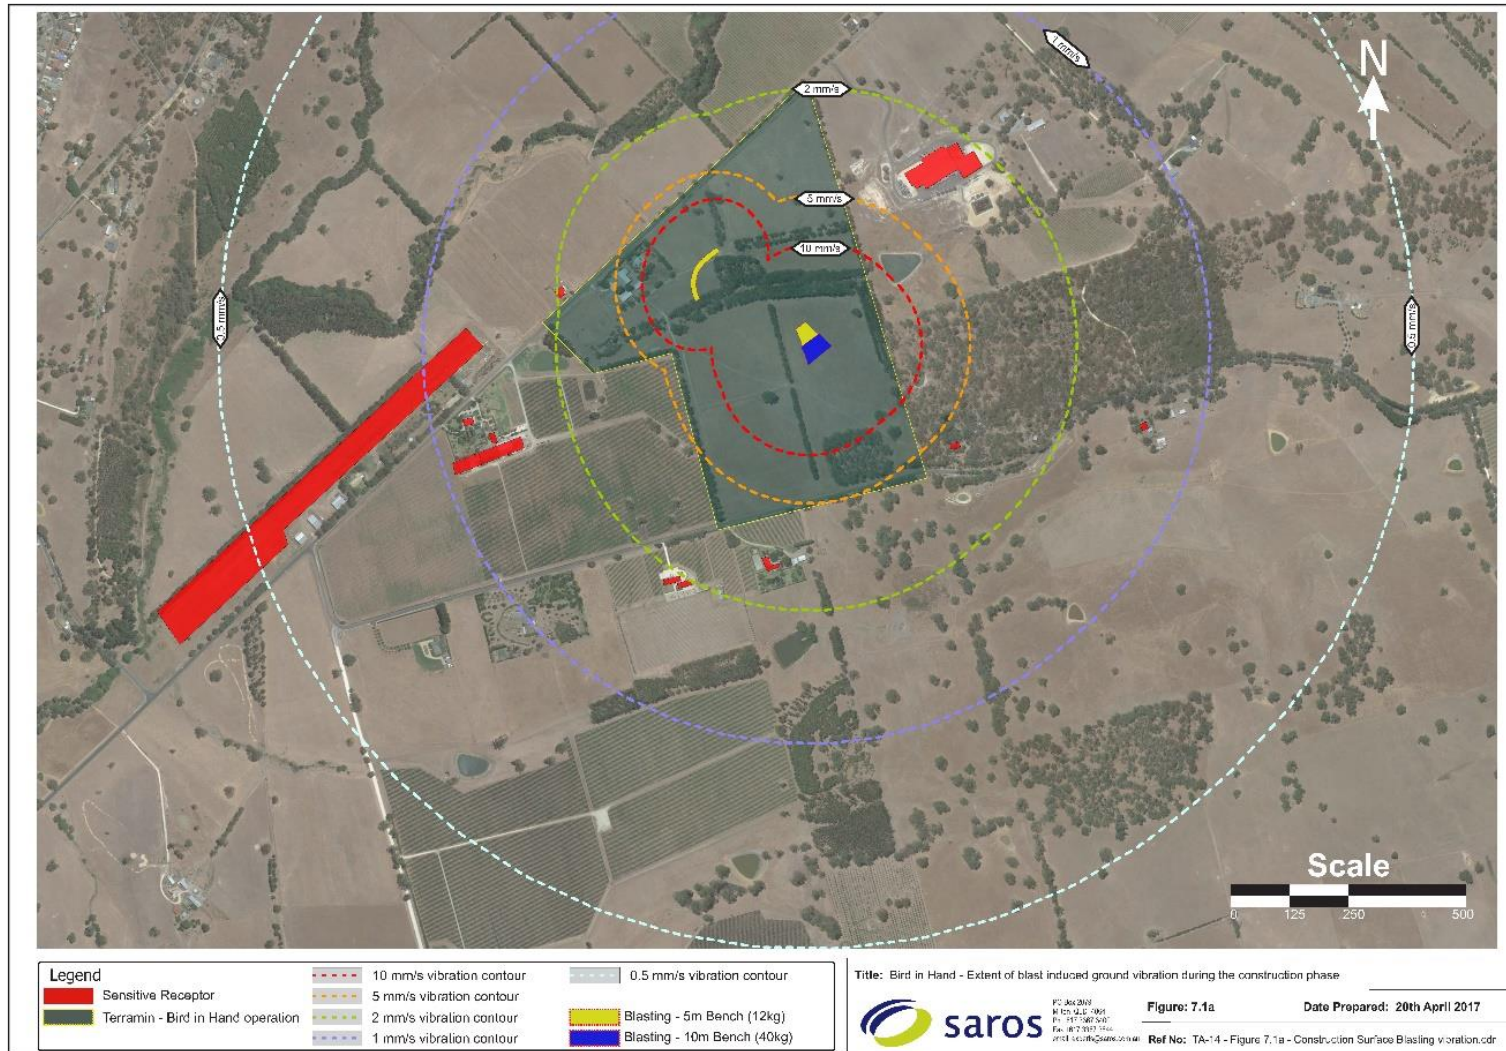 1 mm/s
N
2 mm/s
5 mm/s
10 mm/s
0.5 mm/s
0.5 mm/s
Scale
0 125 250 500
Legend
Sensitive Receptor
Terramin - Bird in Hand operation
10 mm/s vibration contour
5 mm/s vibration contour
2 mm/s vibration contour
1 mm/s vibration contour
0.5 mm/s vibration contour
Blasting - 5m Bench (12kg)
Blasting - 10m Bench (40kg)
Title: Bird in Hand - Extent of blast induced ground vibration during the construction phase
saros
PO Box 2073
Figure: 7.1a
Date Prepared: 20th April 2017
Ref No: TA-14 - Figure 7.1a - Construction Surface Blasting vibration.cdr